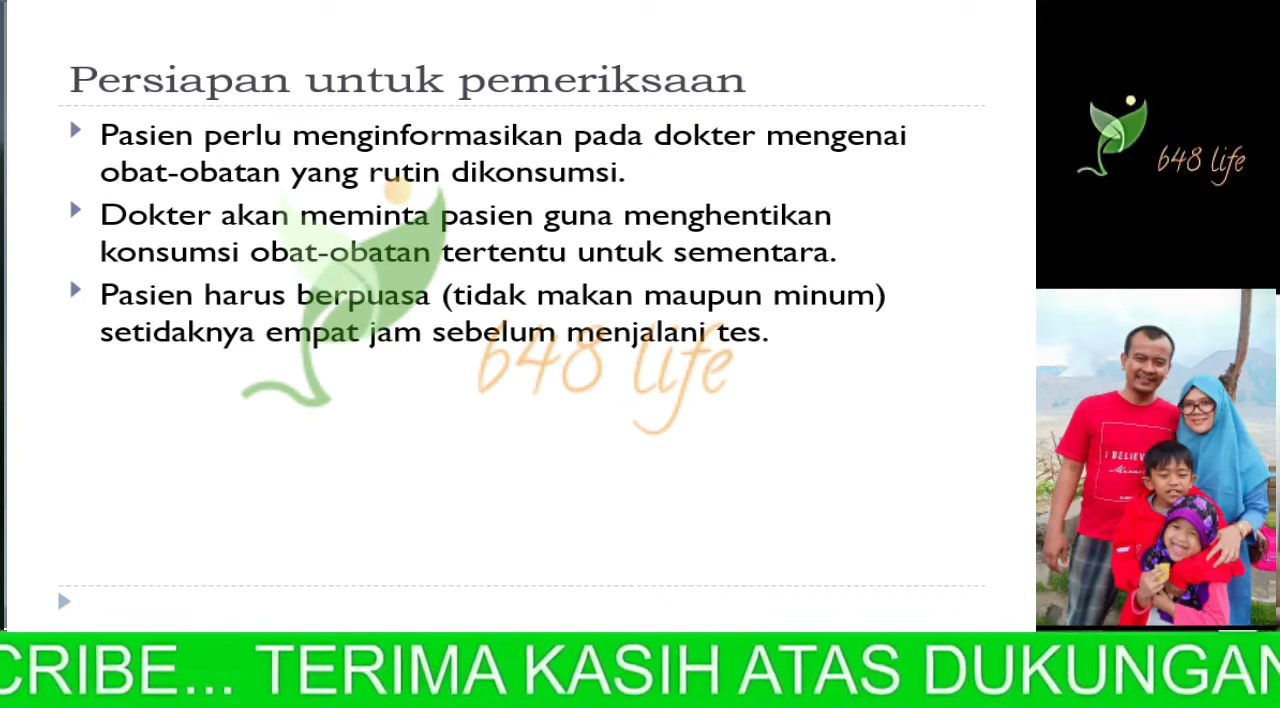 Persiapan untuk pemeriksaan
Pasien perlu menginformasikan pada dokter mengenai
obat-obatan yang rutin dikonsumsi.
Dokter akan meminta pasien guna menghentikan
konsumsi obat-obatan tertentu untuk sementara.
Pasien harus berpuasa (tidak makan maupun minum)
setidaknya empat jam sebelum menjalani tes.
648 life
648 life
I BELIEV
CRIBE... TERIMA KASIH ATAS DUKUNGAN